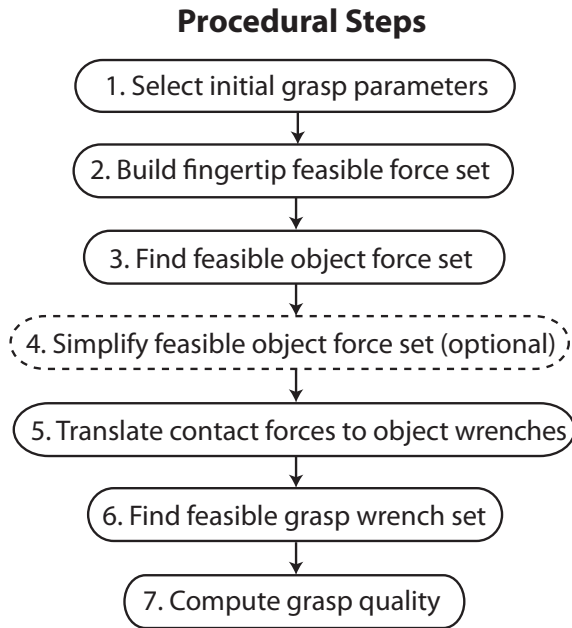 Procedural Steps
1. Select initial grasp parameters
2. Build fingertip feasible force set
3. Find feasible object force set
4. Simplify feasible object force set (optional)
5. Translate contact forces to object wrenches
6. Find feasible grasp wrench set
7. Compute grasp quality